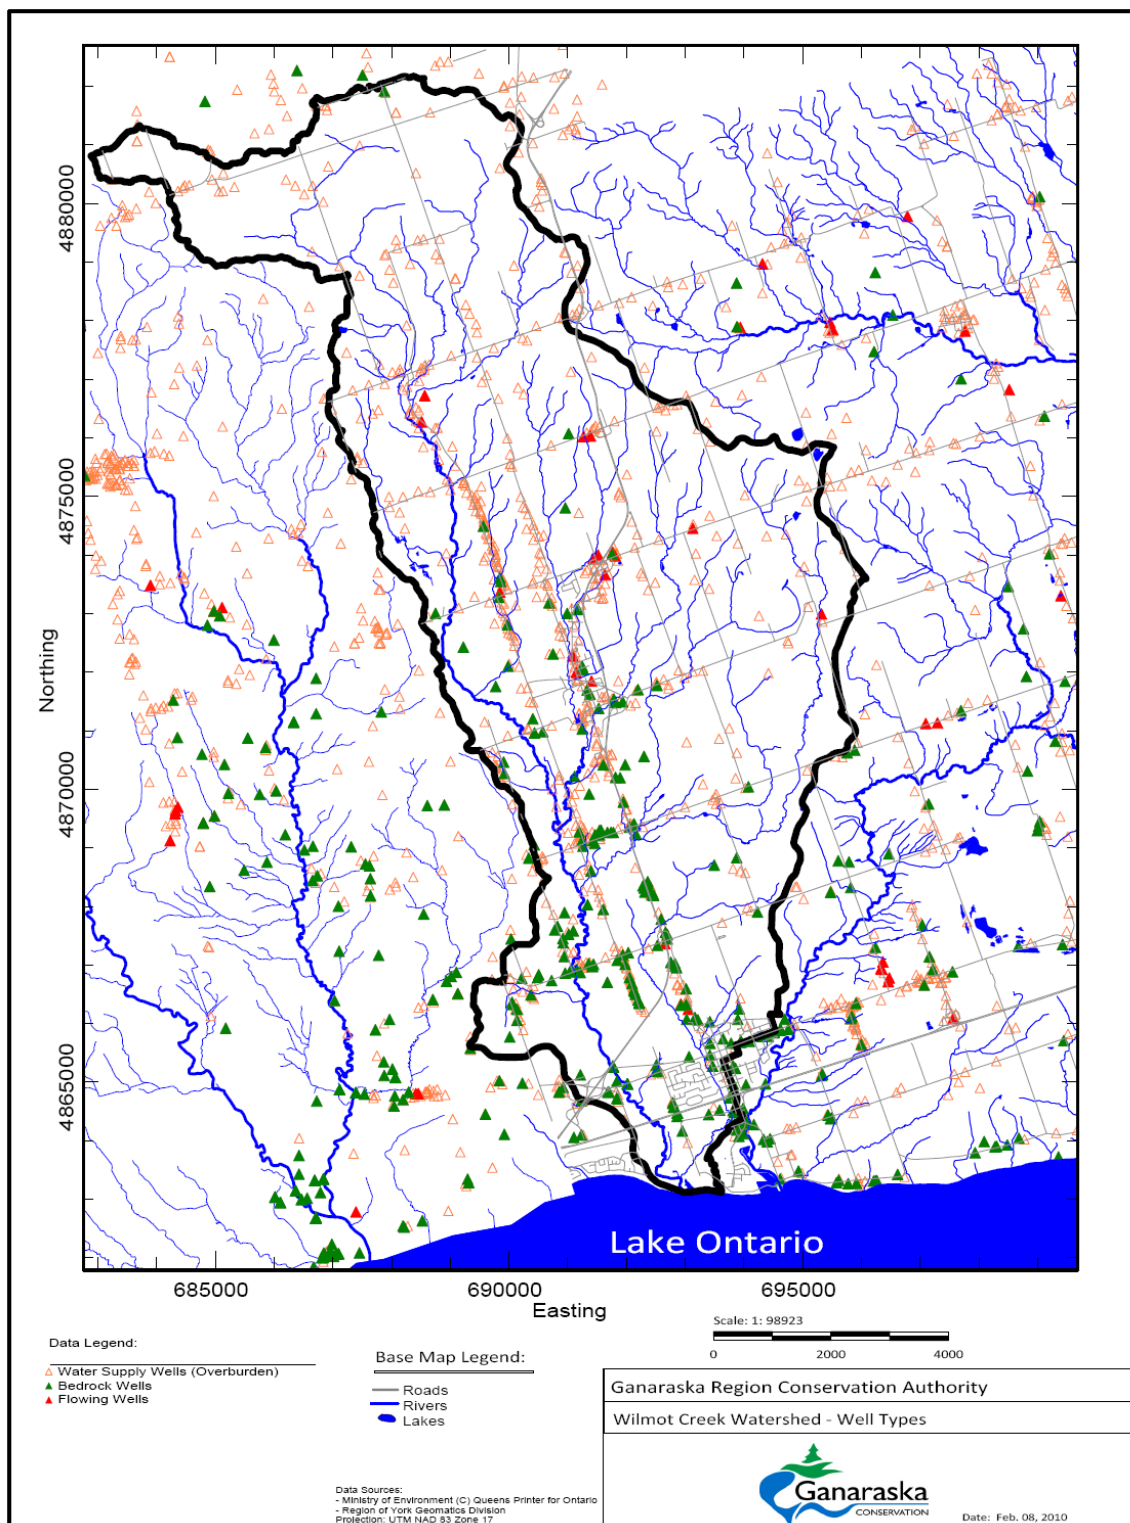 4880000
4875000
Northing
4870000
4865000
Lake Ontario
685000
690000
695000
Easting
Scale: 1: 98923
0
2000
4000
Data Legend:
Water Supply Wells (Overburden)
Bedrock Wells
Flowing Wells
Base Map Legend:
Roads
Rivers
Lakes
Ganaraska Region Conservation Authority
Wilmot Creek Watershed - Well Types
Ganaraska
CONSERVATION
Date: Feb. 08, 2010
Data Sources:
- Ministry of Environment (C) Queens Printer for Ontario
- Region of York Geomatics Division
Projection: UTM NAD 83 Zone 17